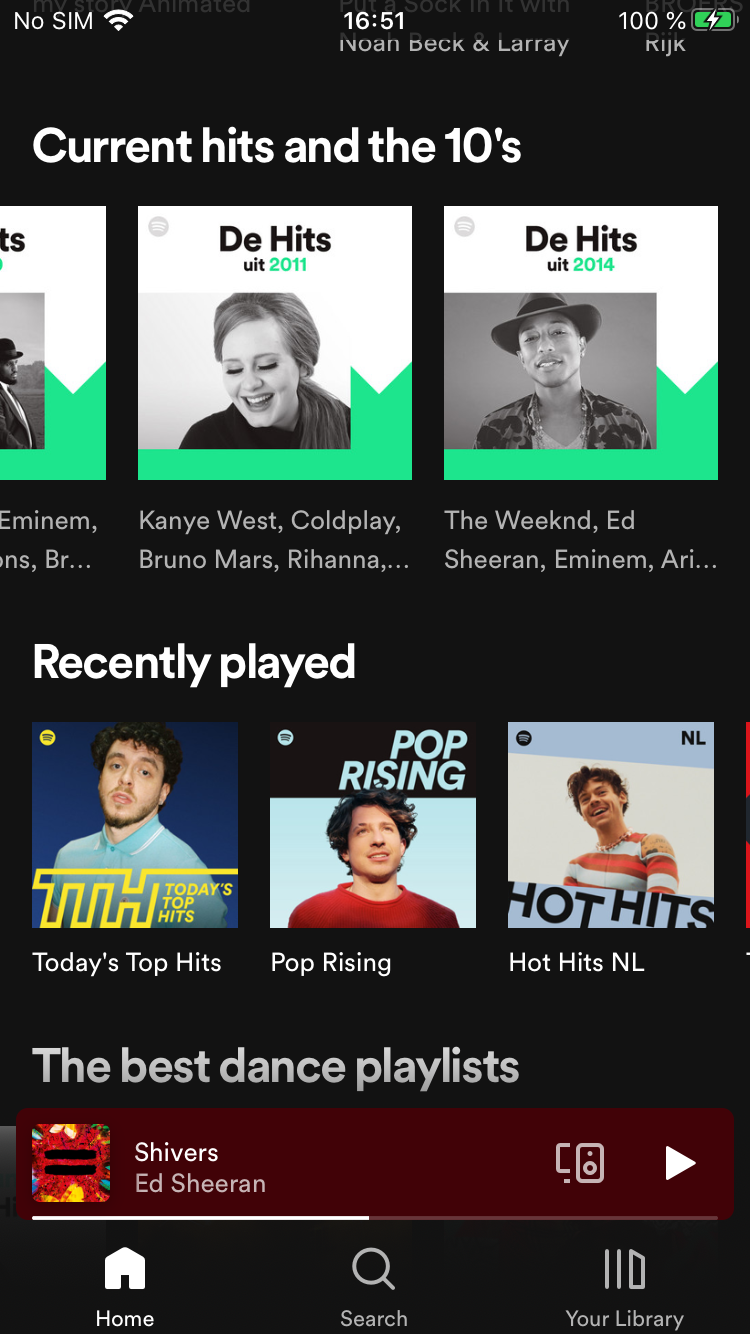 my story Animated
Put a Sock In It with
BROERS
No SIM
16:51
100 %
Noah Beck & Larray
Rijk
Current hits and the 10's
ts
De Hits
uit 2011
De Hits
uit 2014
Eminem,
ons, Br...
Kanye West, Coldplay,
Bruno Mars, Rihanna,...
The Weeknd, Ed
Sheeran, Eminem, Ari...
Recently played
TTH TODAY'S
TOP
HITS
POP
RISING
NL
HOT HITS
Today's Top Hits
Pop Rising
Hot Hits NL
The best dance playlists
Shivers
Ed Sheeran
Home
Search
Your Library